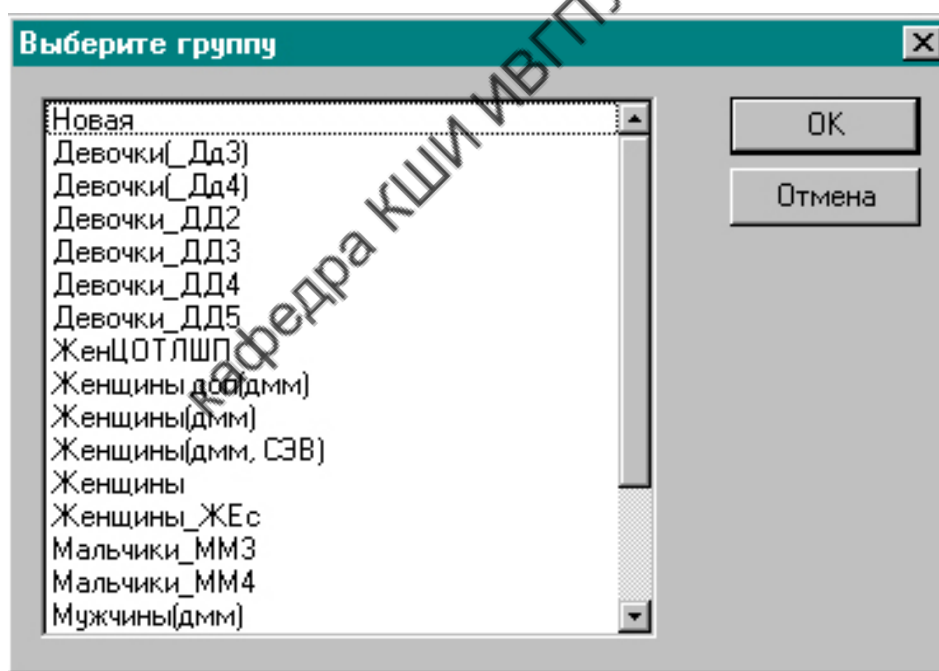 Выберите группу
Новая
Девочки(_Дд3)
Девочки(_Дд4)
Девочки_ДД2
Девочки_ДД3
Девочки_ДД4
Девочки_ДД5
ЖенЦОТЛШП
Женщины доп(дмм)
Женщины(дмм)
Женщины(дмм, СЭВ)
Женщины
Женщины_ЖЕс
Мальчики_ММ3
Мальчики_ММ4
Мужчины(дмм)
OK
Отмена
кафедра КШИ ИВГПУ